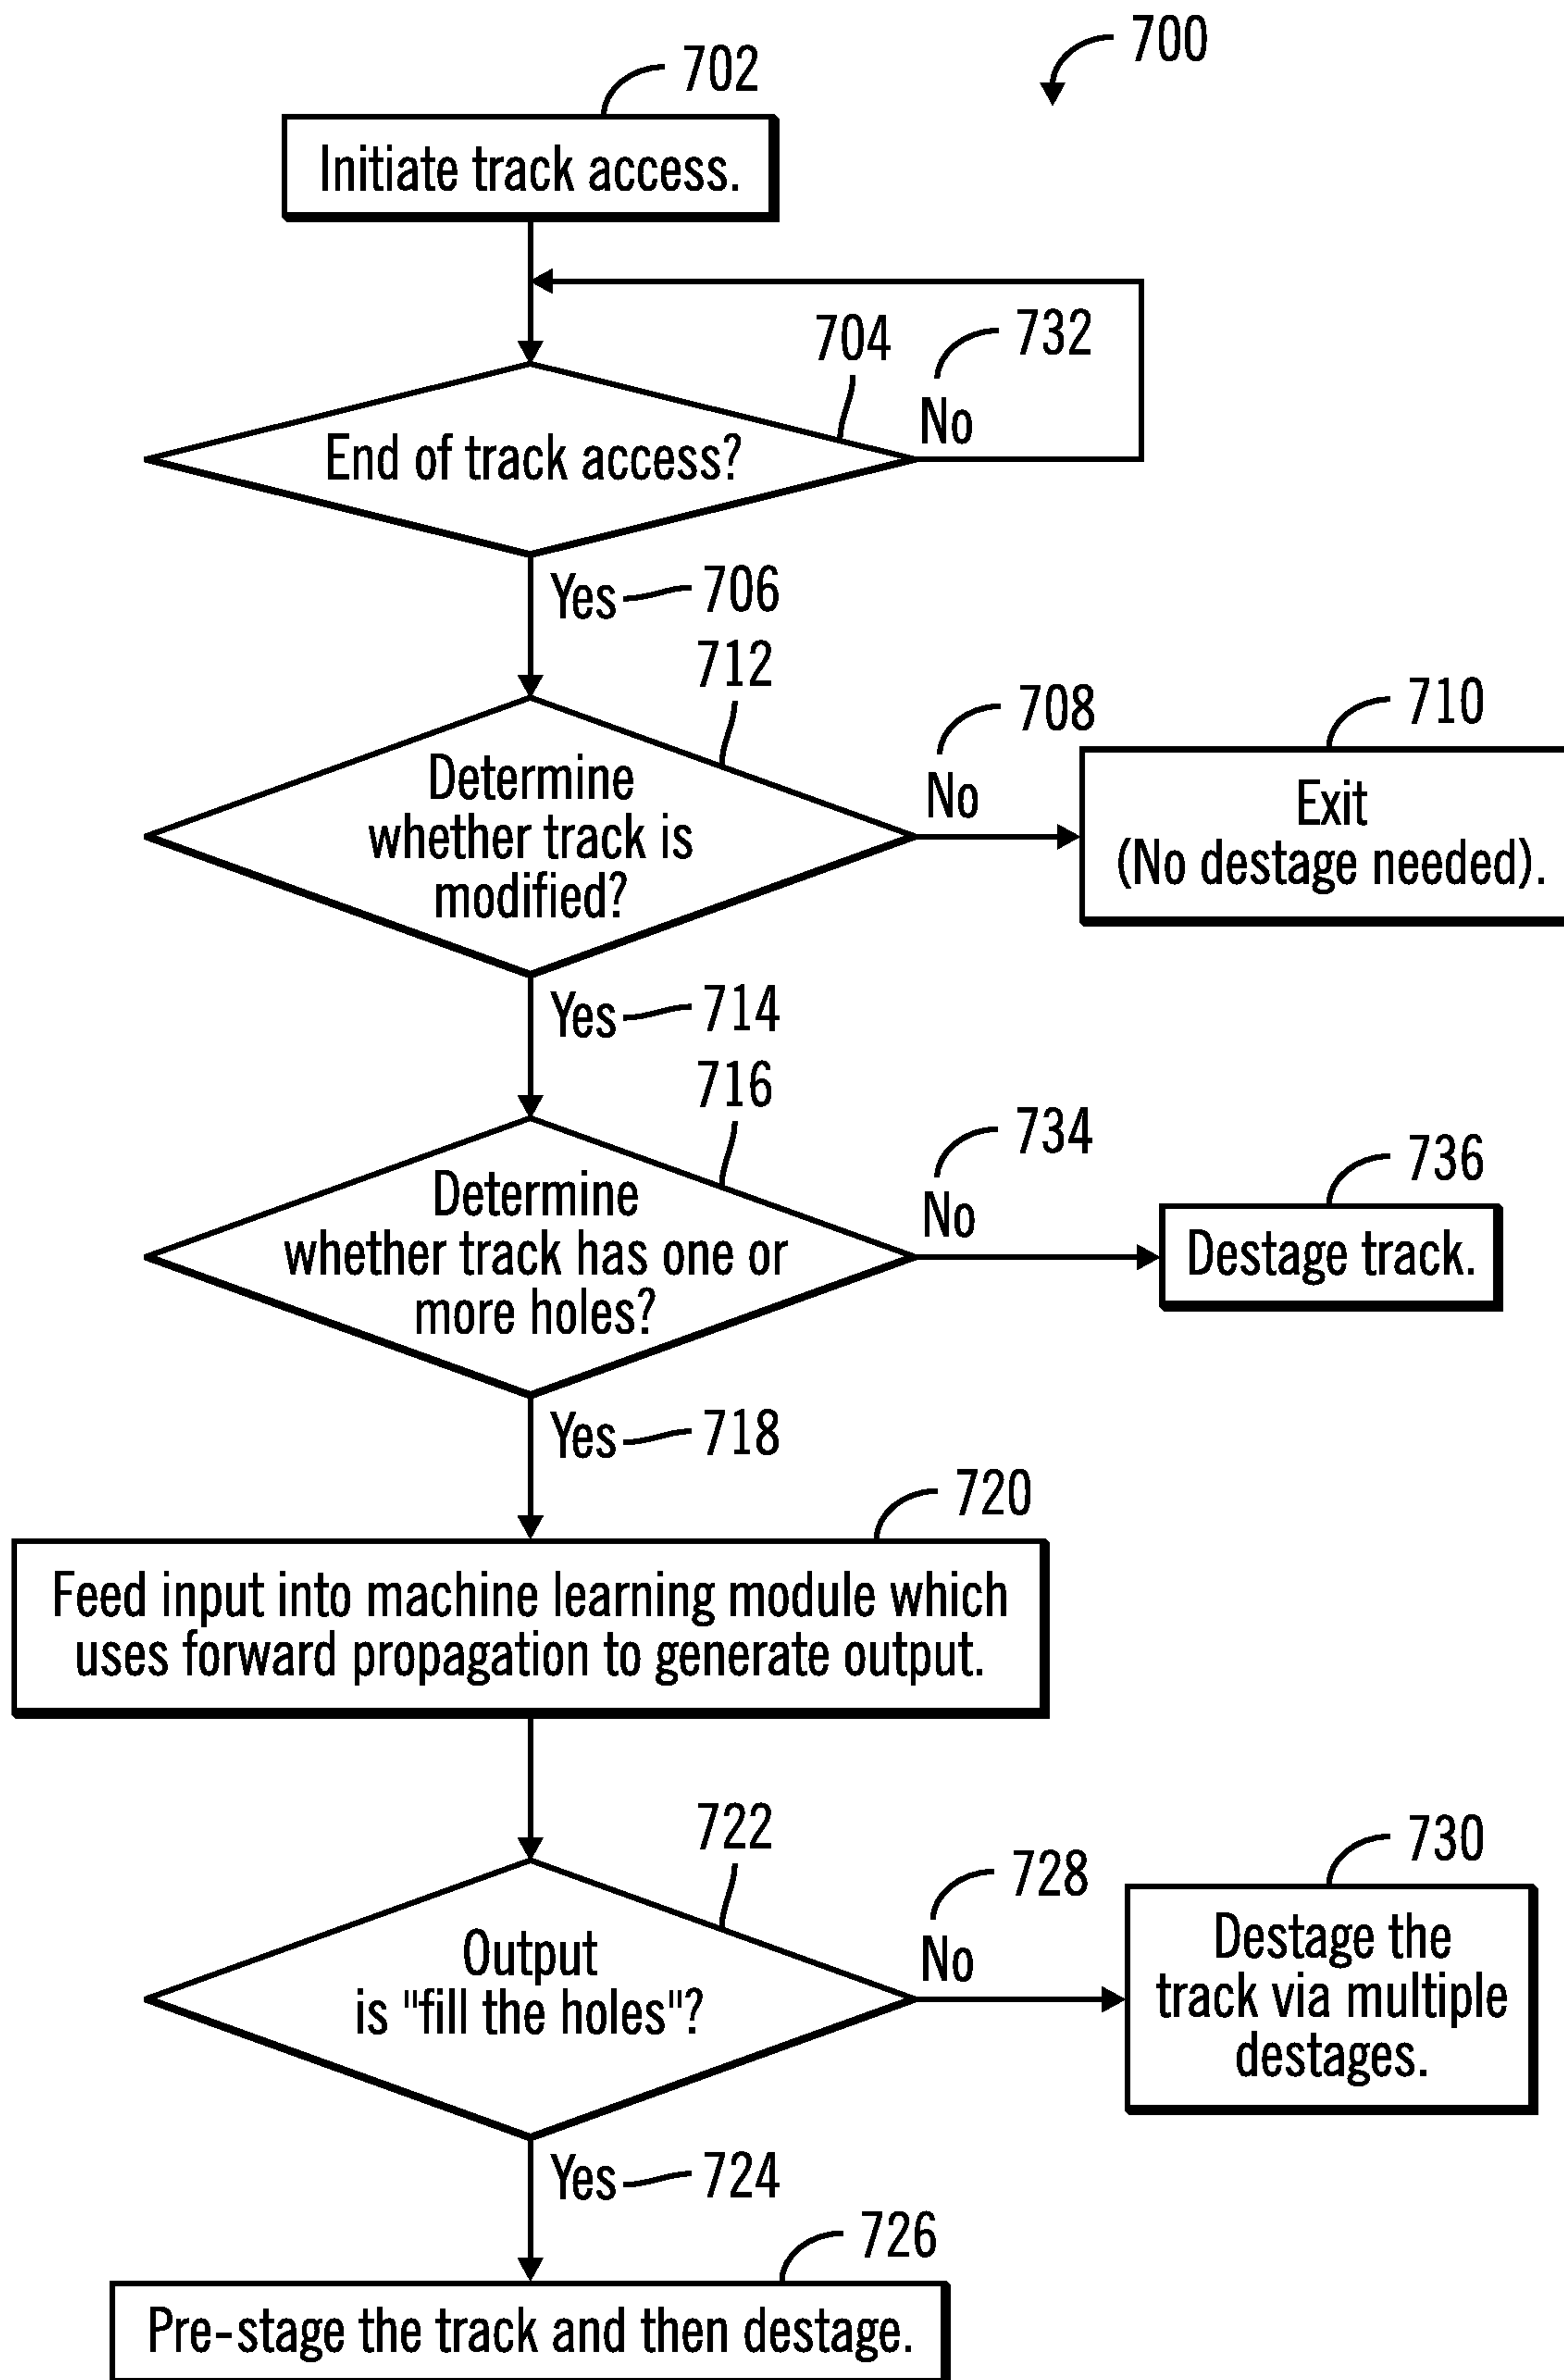 700
702
Initiate track access.
704
732
No
End of track access?
Yes
706
712
708
710
Determine
whether track is
modified?
No
Exit
(No destage needed).
Yes
714
716
734
736
Determine
whether track has one or
more holes?
No
Destage track.
Yes
718
720
Feed input into machine learning module which
uses forward propagation to generate output.
722
728
730
Output
is "fill the holes"?
No
Destage the
track via multiple
destages.
Yes
724
726
Pre-stage the track and then destage.